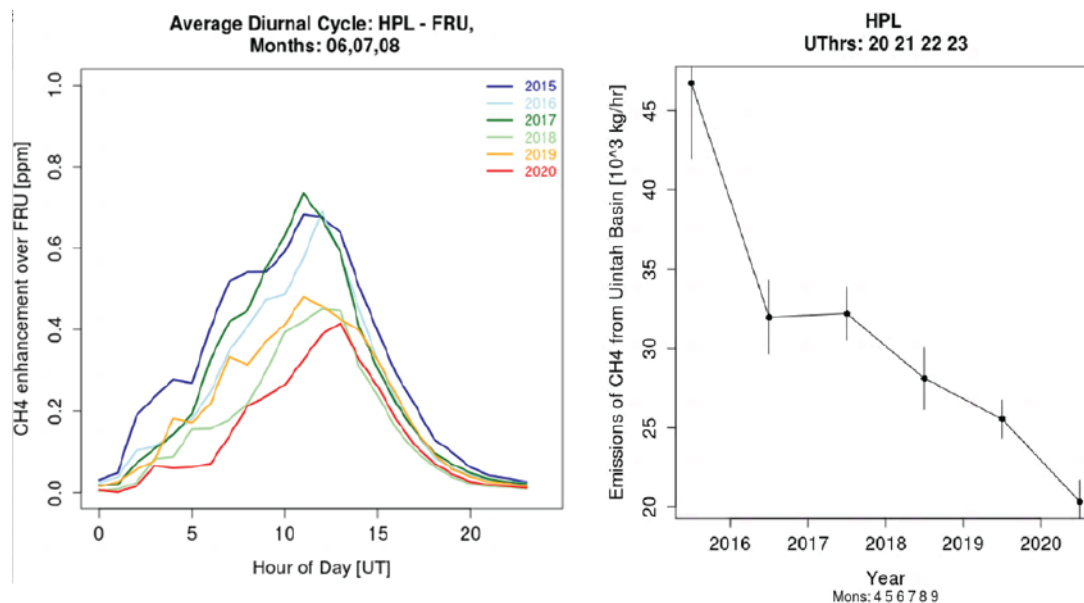 Average Diurnal Cycle: HPL - FRU,
Months: 06,07,08
CH4 enhancement over FRU [ppm]
1.0
0.8
0.6
0.4
0.2
0.0
2015
2016
2017
2018
2019
2020
0 5 10 15 20
Hour of Day [UT]
HPL
UThrs: 20 21 22 23
Emissions of CH4 from Uintah Basin [10^3 kg/hr]
45
40
35
30
25
20
2016 2017 2018 2019 2020
Year
Mons: 4 5 6 7 8 9